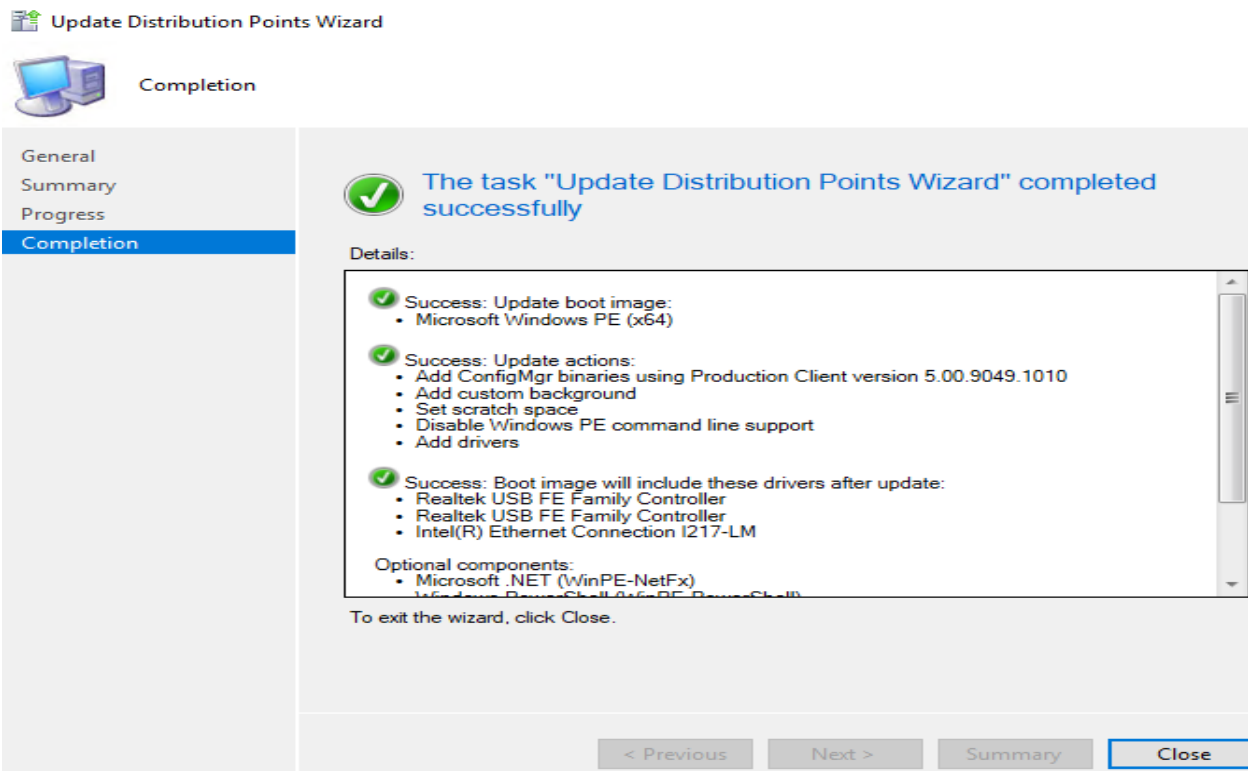 Update Distribution Points Wizard
Completion
General
Summary
Progress
Completion
The task "Update Distribution Points Wizard" completed
successfully
Details:
Success: Update boot image:
• Microsoft Windows PE (x64)
Success: Update actions:
• Add ConfigMgr binaries using Production Client version 5.00.9049.1010
• Add custom background
• Set scratch space
• Disable Windows PE command line support
• Add drivers
Success: Boot image will include these drivers after update:
• Realtek USB FE Family Controller
• Realtek USB FE Family Controller
• Intel(R) Ethernet Connection I217-LM
Optional components:
• Microsoft .NET (WinPE-NetFx)
• Windows PowerShell (WinPE-PowerShell)
To exit the wizard, click Close.
< Previous
Next >
Summary
Close